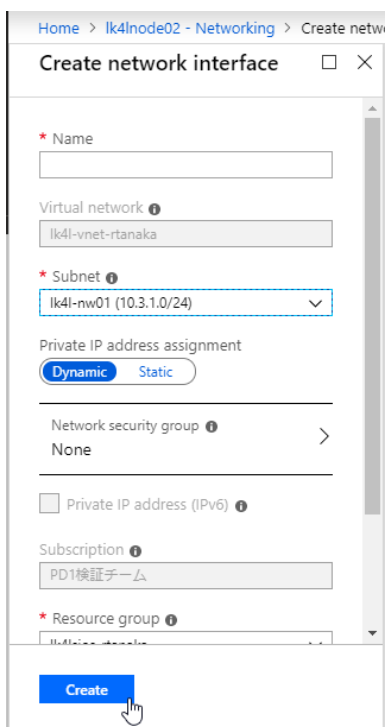 Home > lk4lnode02 - Networking > Create netwo
Create network interface
* Name
Virtual network
lk4l-vnet-rtanaka
* Subnet
lk4l-nw01 (10.3.1.0/24)
Private IP address assignment
Dynamic Static
Network security group
None
Private IP address (IPv6)
Subscription
PD1検証チーム
* Resource group
Create